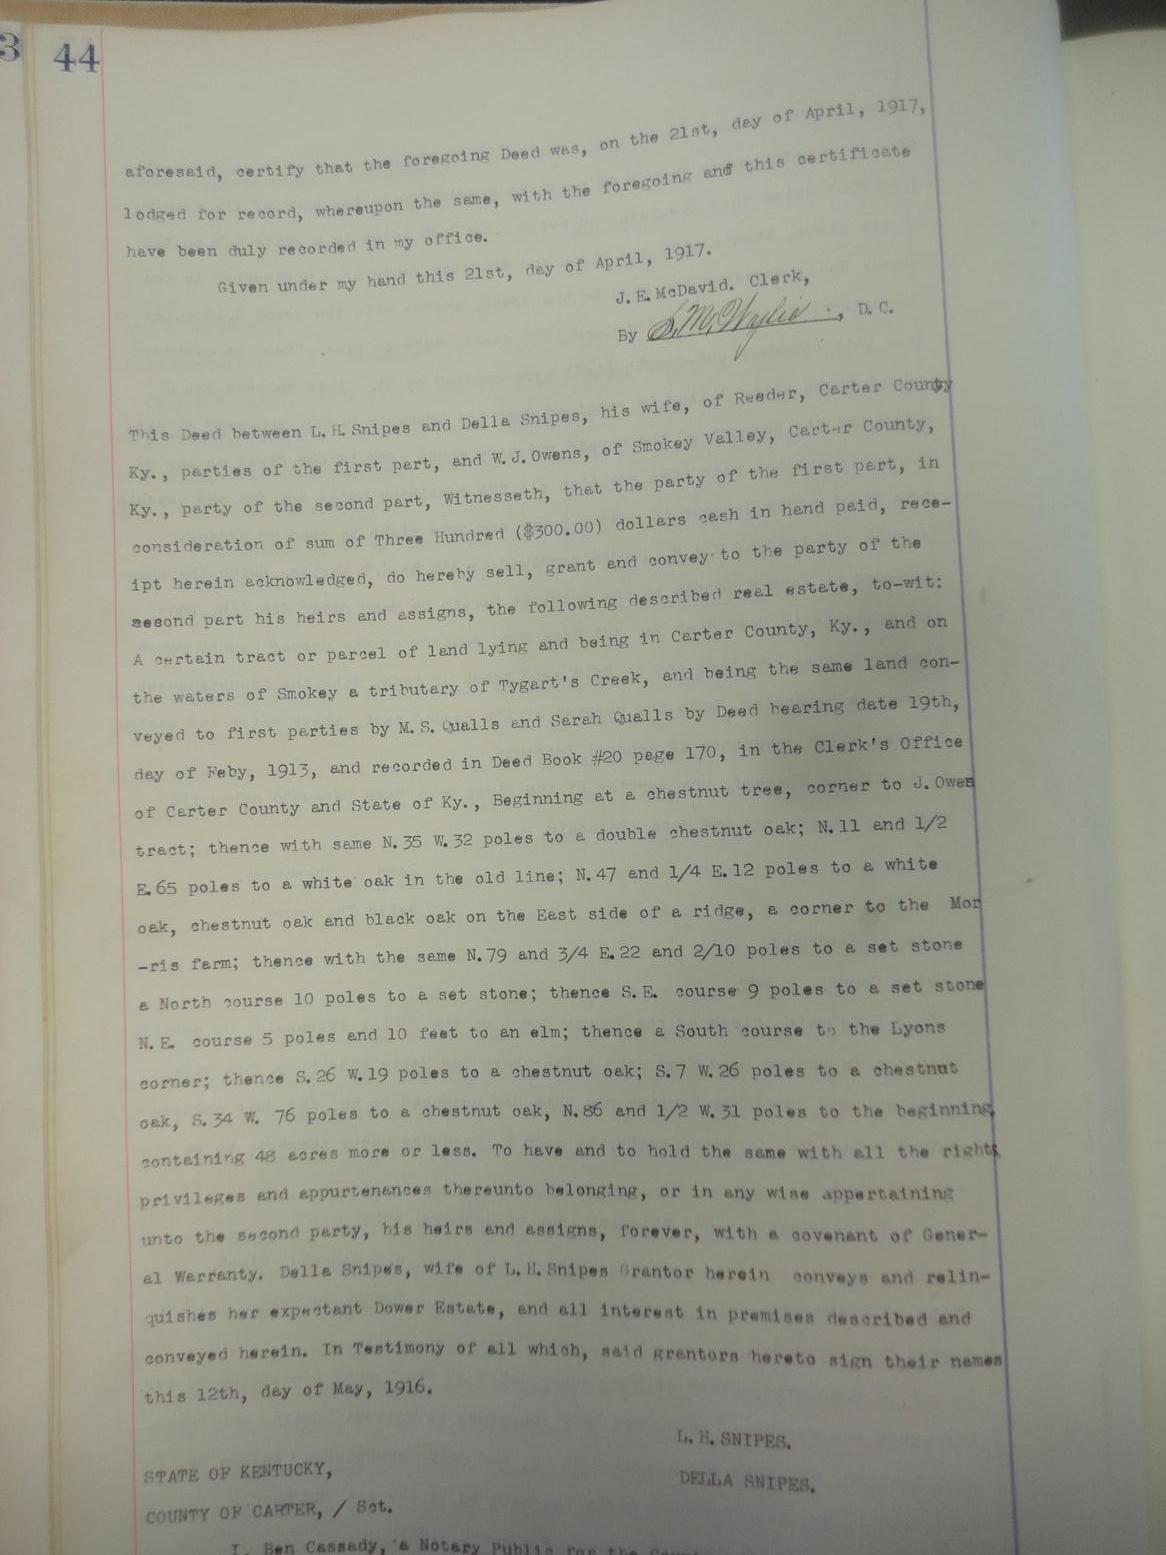 3 44
aforesaid, certify that the foregoing Deed was, on the 21st, day of April, 1917,
lodged for record, whereupon the same, with the foregoing and this certificate
have been duly recorded in my office.
Given under my hand this 21st, day of April, 1917.
J. E. McDavid. Clerk,
By S. M. Wylie, D. C.
This Deed between L. H. Snipes and Della Snipes, his wife, of Reeder, Carter County
Ky., parties of the first part, and W. J. Owens, of Smokey Valley, Carter County,
Ky., party of the second part, Witnesseth, that the party of the first part, in
consideration of sum of Three Hundred ($300.00) dollars cash in hand paid, rece-
ipt herein acknowledged, do hereby sell, grant and convey to the party of the
sesond part his heirs and assigns, the following described real estate, to-wit:
A certain tract or parcel of land lying and being in Carter County, Ky., and on
the waters of Smokey a tributary of Tygart's Creek, and being the same land con-
veyed to first parties by M. S. Qualls and Sarah Qualls by Deed bearing date 19th,
day of Feby, 1913, and recorded in Deed Book #20 page 170, in the Clerk's Office
of Carter County and State of Ky., Beginning at a chestnut tree, corner to J. Owen
tract; thence with same N. 35 W. 32 poles to a double chestnut oak; N. 11 and 1/2
E. 65 poles to a white oak in the old line; N. 47 and 1/4 E. 12 poles to a white
oak, chestnut oak and black oak on the East side of a ridge, a corner to the Mor
-ris farm; thence with the same N. 79 and 3/4 E. 22 and 2/10 poles to a set stone
a North course 10 poles to a set stone; thence S. E. course 9 poles to a set stone
N. E. course 5 poles and 10 feet to an elm; thence a South course to the Lyons
corner; thence S. 26 W. 19 poles to a chestnut oak; S. 7 W. 26 poles to a chestnut
oak, S. 34 W. 76 poles to a chestnut oak, N. 86 and 1/2 W. 31 poles to the beginning,
containing 48 acres more or less. To have and to hold the same with all the rights
privileges and appurtenances thereunto belonging, or in any wise appertaining
unto the second party, his heirs and assigns, forever, with a covenant of Gener-
al Warranty. Della Snipes, wife of L. H. Snipes Grantor herein conveys and relin-
quishes her expectant Dower Estate, and all interest in premises described and
conveyed herein. In Testimony of all which, said grantors hereto sign their names
this 12th, day of May, 1916.
L. H. SNIPES.
DELLA SNIPES.
STATE OF KENTUCKY,
COUNTY OF CARTER, / Sct.
I, Ben Cassady, a Notary Public for the